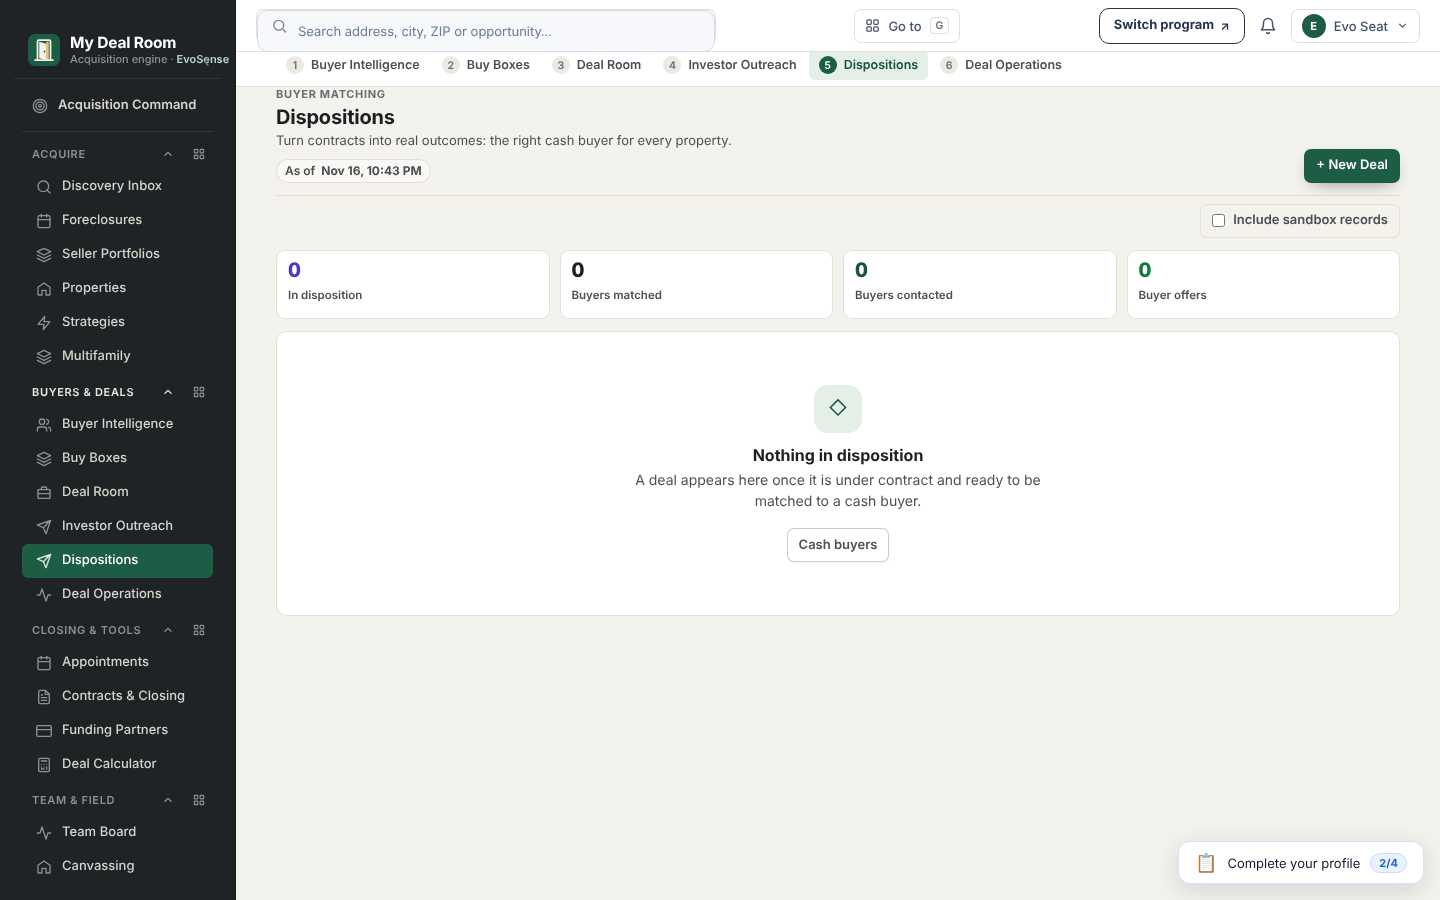 My Deal Room
Acquisition engine · EvoSense
Acquisition Command
ACQUIRE
Discovery Inbox
Foreclosures
Seller Portfolios
Properties
Strategies
Multifamily
BUYERS & DEALS
Buyer Intelligence
Buy Boxes
Deal Room
Investor Outreach
Dispositions
Deal Operations
CLOSING & TOOLS
Appointments
Contracts & Closing
Funding Partners
Deal Calculator
TEAM & FIELD
Team Board
Canvassing
Search address, city, ZIP or opportunity...
Go to G
Switch program
E Evo Seat
1 Buyer Intelligence 2 Buy Boxes 3 Deal Room 4 Investor Outreach 5 Dispositions 6 Deal Operations
BUYER MATCHING
Dispositions
Turn contracts into real outcomes: the right cash buyer for every property.
As of Nov 16, 10:43 PM
+ New Deal
Include sandbox records
0
In disposition
0
Buyers matched
0
Buyers contacted
0
Buyer offers
Nothing in disposition
A deal appears here once it is under contract and ready to be
matched to a cash buyer.
Cash buyers
Complete your profile 2/4